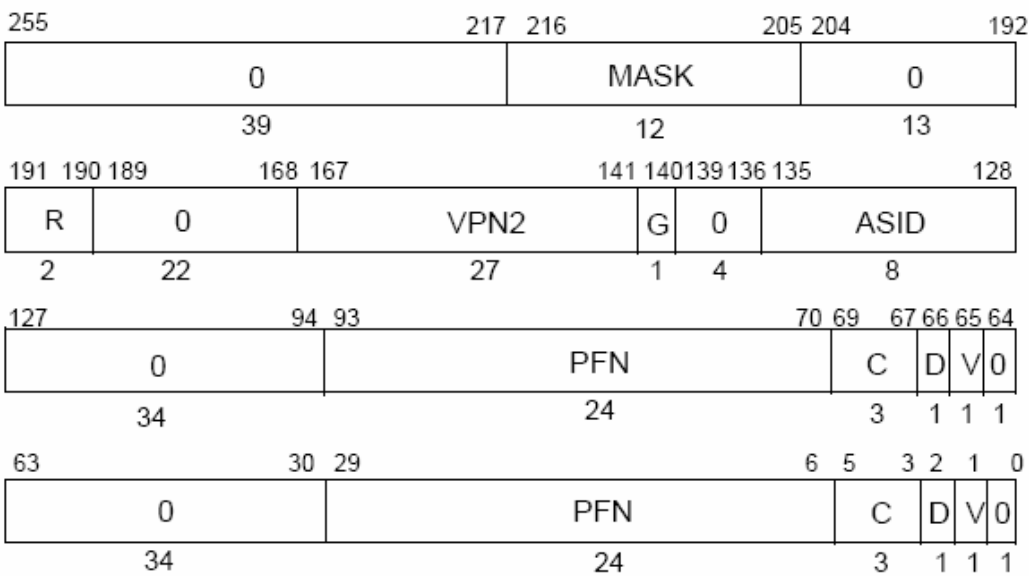 255 217 216 205 204 192
0 MASK 0
39 12 13
191 190 189 168 167 141 140 139 136 135 128
R 0 VPN2 G 0 ASID
2 22 27 1 4 8
127 94 93 70 69 67 66 65 64
0 PFN C D V 0
34 24 3 1 1 1
63 30 29 6 5 3 2 1 0
0 PFN C D V 0
34 24 3 1 1 1